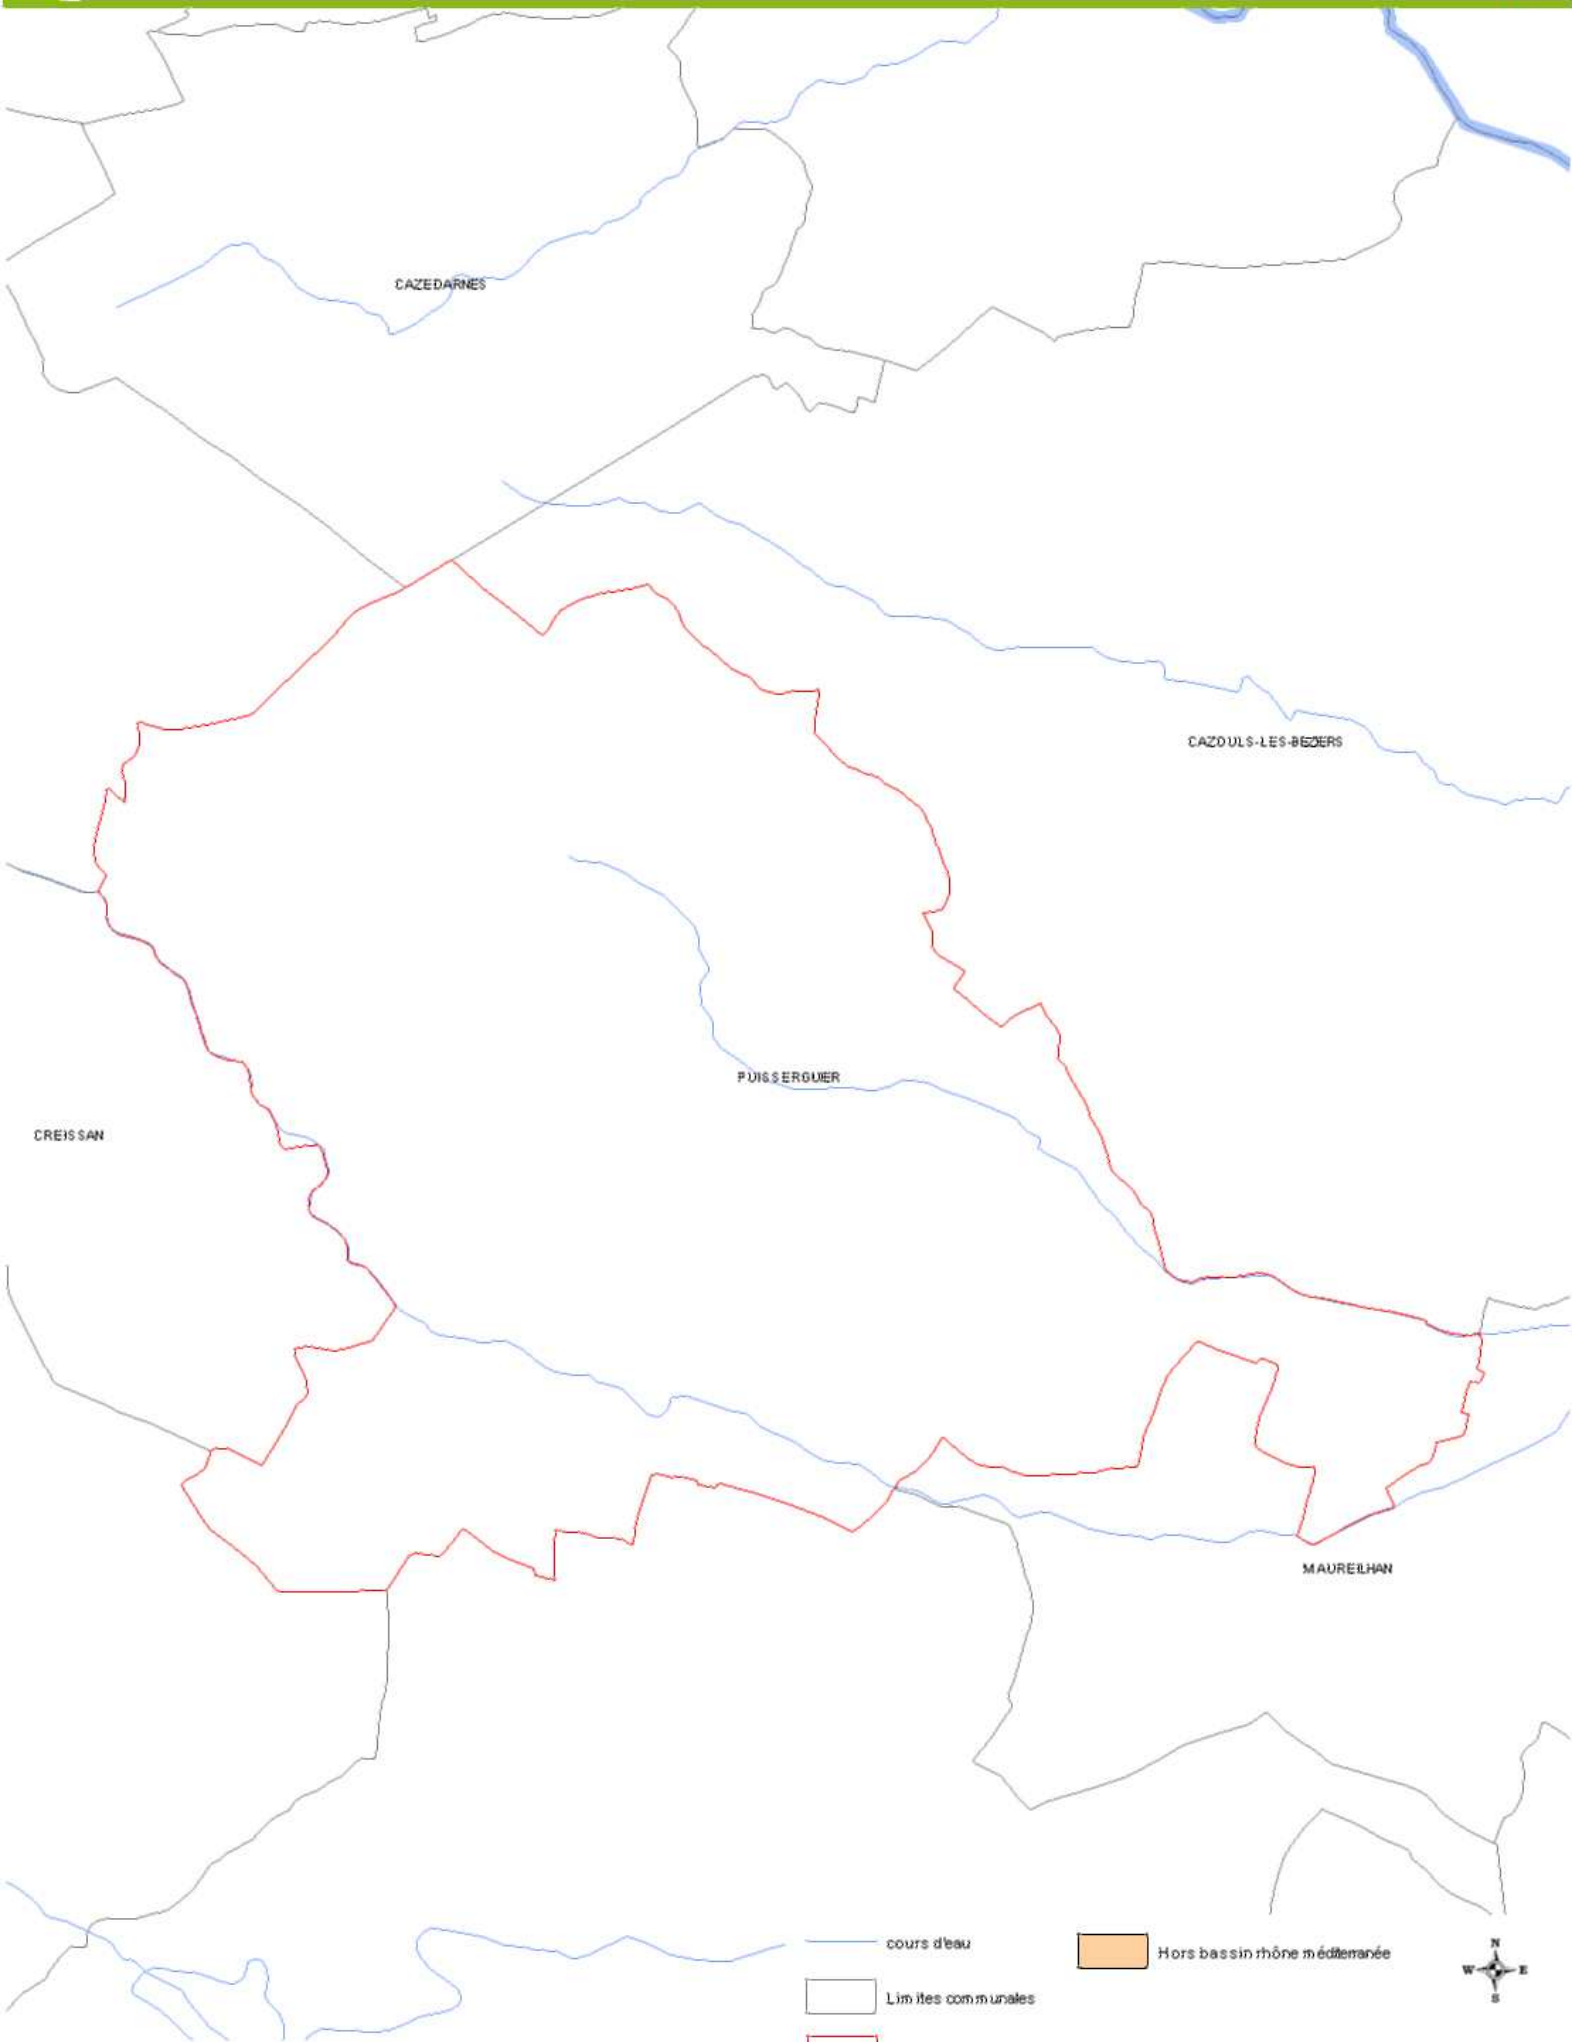 CAZEDARNES
CAZOULS-LES-BEZIERS
PUISSERGUIER
CREISSAN
MAUREILHAN
cours d'eau
Hors bassin rhône méditerranée
Limites communales
N
W E
S